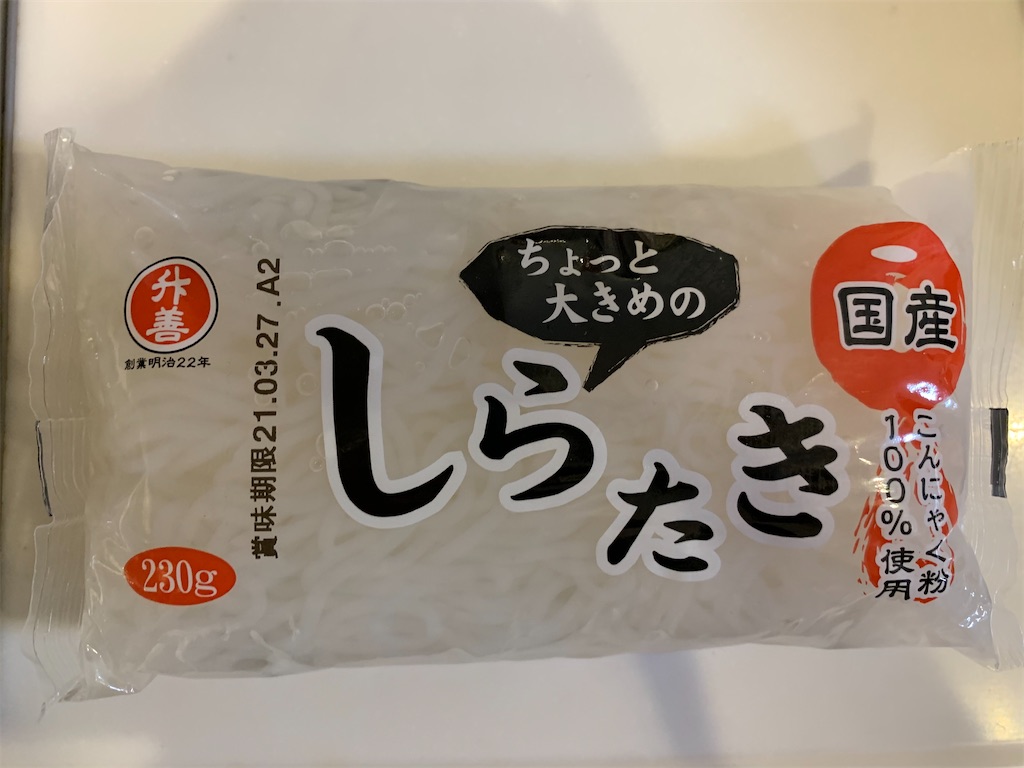 升善
創業明治22年
賞味期限21.03.27.A2
230g
ちょっと
大きめの
しらたき
国産
こんにゃく粉
100%使用